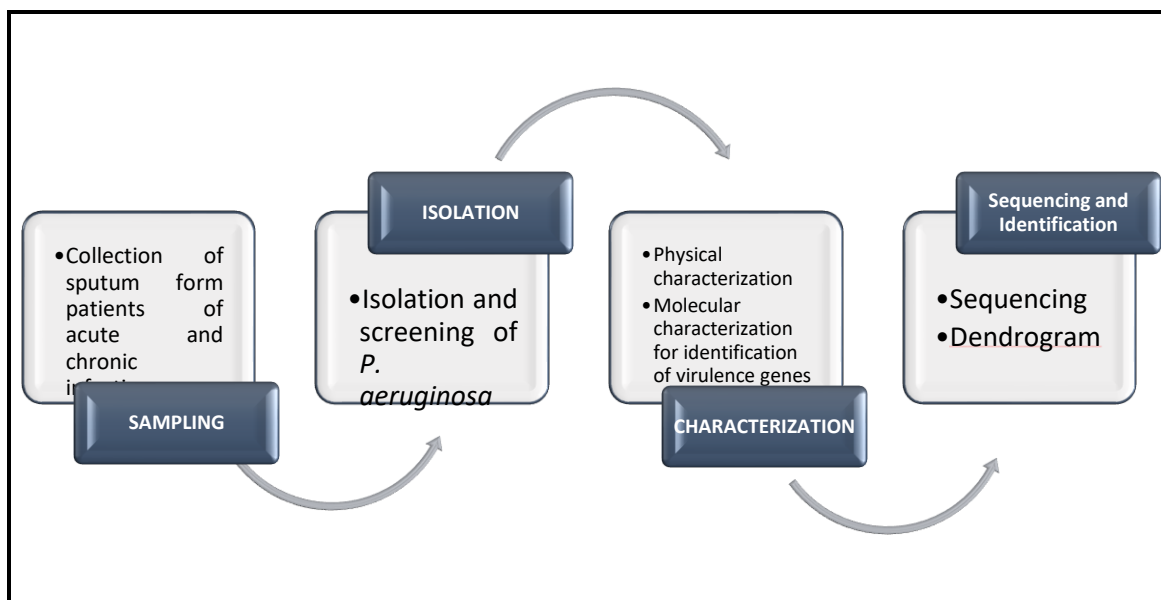 •Collection of
sputum form
patients of
acute and
chronic
SAMPLING
ISOLATION
•Isolation and
screening of
P.
aeruginosa
•Physical
characterization
•Molecular
characterization
for identification
of virulence genes
CHARACTERIZATION
Sequencing and
Identification
•Sequencing
•Dendrogram